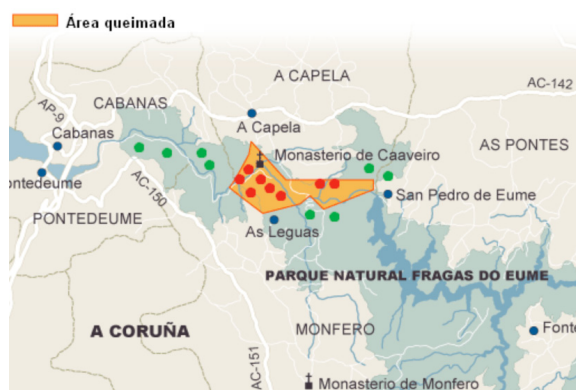 Área queimada
A CAPELA
AC-142
AP-9
CABANAS
A Capela
AS PONTES
Cabanas
Monasterio de Caaveiro
ontedeume
AC-150
San Pedro de Eume
PONTEDEUME
As Leguas
PARQUE NATURAL FRAGAS DO EUME
A CORUÑA
MONFERO
Fonte
AC-151
Monasterio de Monfero